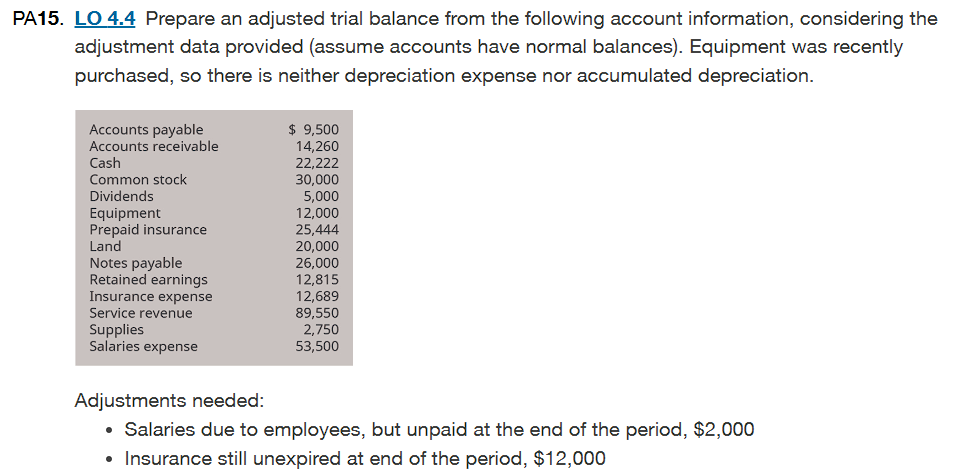 PA15. LO 4.4 Prepare an adjusted trial balance from the following account information, considering the
adjustment data provided (assume accounts have normal balances). Equipment was recently
purchased, so there is neither depreciation expense nor accumulated depreciation.
Accounts payable $ 9,500
Accounts receivable 14,260
Cash 22,222
Common stock 30,000
Dividends 5,000
Equipment 12,000
Prepaid insurance 25,444
Land 20,000
Notes payable 26,000
Retained earnings 12,815
Insurance expense 12,689
Service revenue 89,550
Supplies 2,750
Salaries expense 53,500
Adjustments needed:
• Salaries due to employees, but unpaid at the end of the period, $2,000
• Insurance still unexpired at end of the period, $12,000